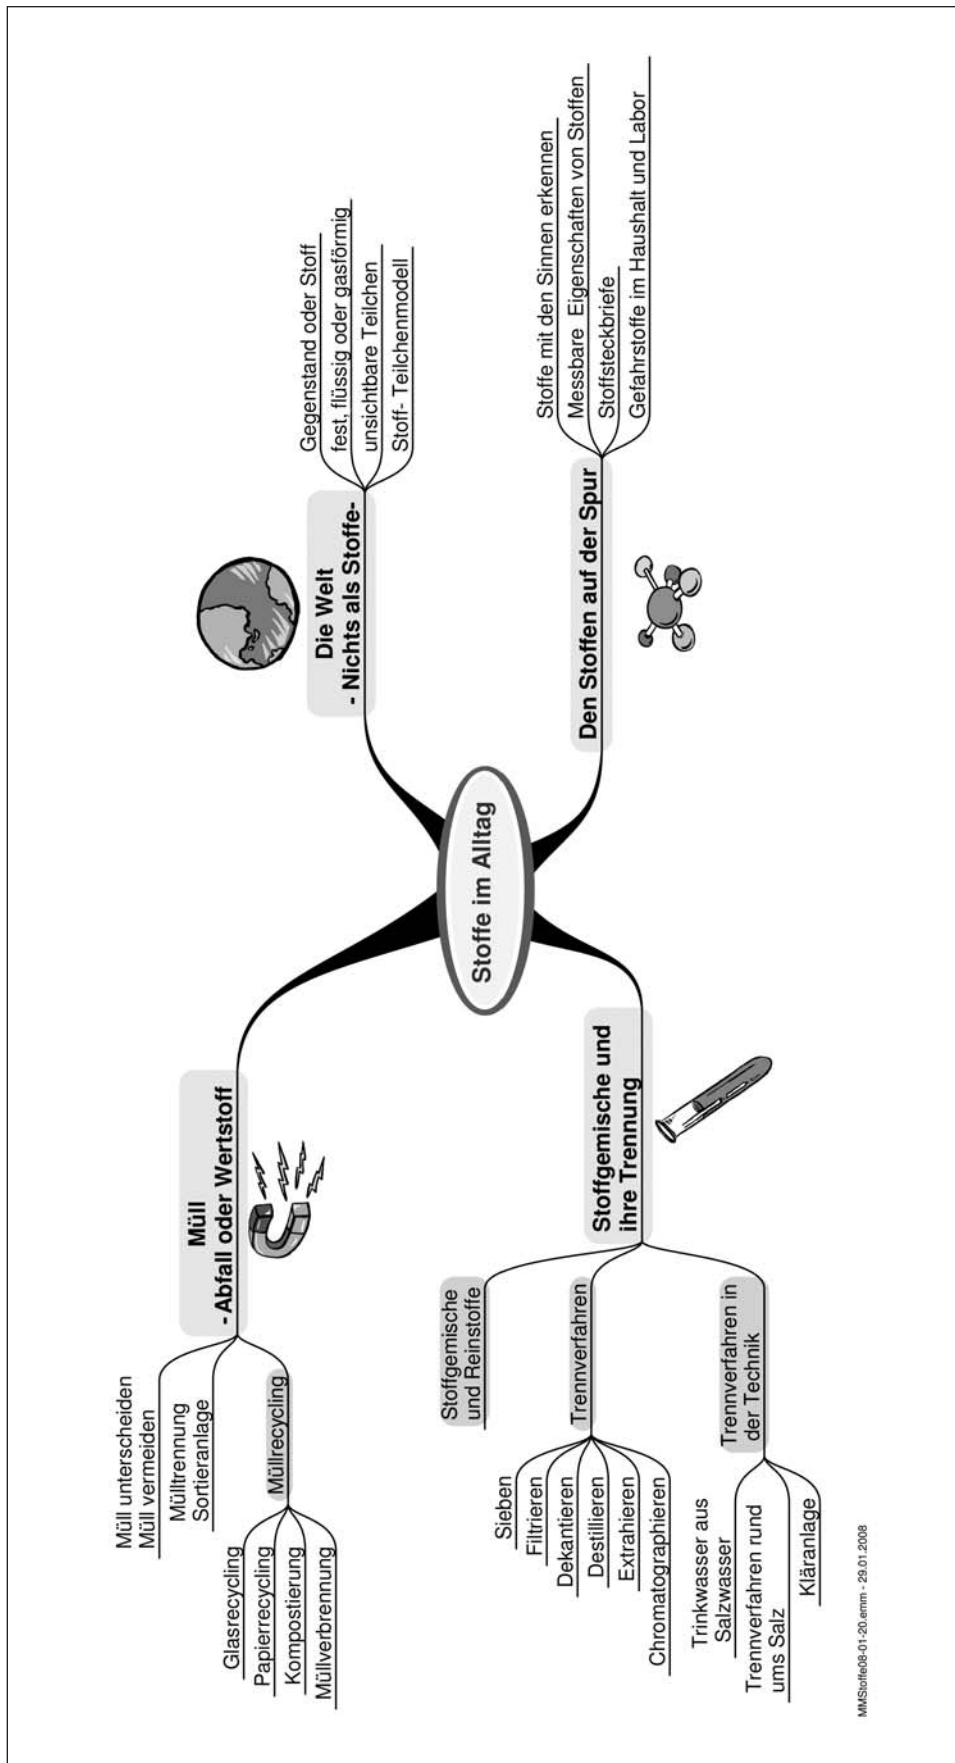 Stoffe im Alltag
Müll
-Abfall oder Wertstoff
Müll unterscheiden
Müll vermeiden
Mülltrennung
Sortieranlage
Müllrecycling
Glasrecycling
Papierrecycling
Kompostierung
Müllverbrennung
Die Welt
- Nichts als Stoffe-
Gegenstand oder Stoff
fest, flüssig oder gasförmig
unsichtbare Teilchen
Stoff- Teilchenmodell
Den Stoffen auf der Spur
Stoffe mit den Sinnen erkennen
Messbare Eigenschaften von Stoffen
Stoffsteckbriefe
Gefahrstoffe im Haushalt und Labor
Stoffgemische und
ihre Trennung
Stoffgemische
und Reinstoffe
Trennverfahren
Sieben
Filtrieren
Dekantieren
Destillieren
Extrahieren
Chromatographieren
Trennverfahren in
der Technik
Trinkwasser aus
Salzwasser
Trennverfahren rund
ums Salz
Kläranlage
MMStoffe08-01-20.emm - 29.01.2008